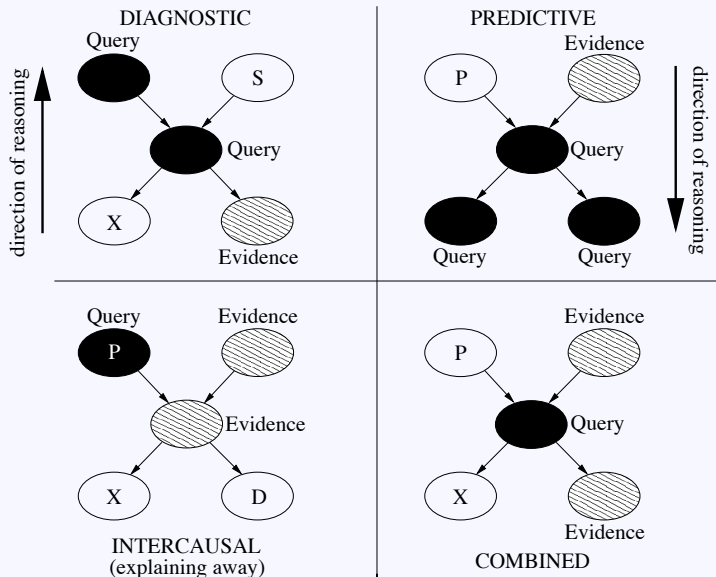 DIAGNOSTIC
Query
S
Query
X
Evidence
direction of reasoning
PREDICTIVE
Evidence
P
Query
Query
Query
direction of reasoning
Query
Evidence
P
Evidence
X
D
INTERCAUSAL
(explaining away)
Evidence
P
Query
X
Evidence
COMBINED